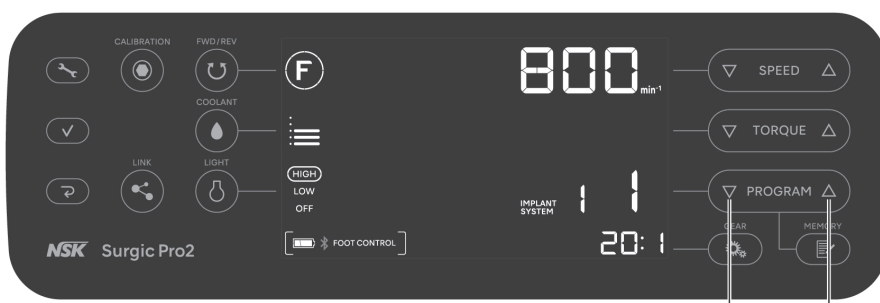 CALIBRATION
FWD/REV
F
800
min-1
▽ SPEED △
COOLANT
▽ TORQUE △
LINK
LIGHT
HIGH
LOW
OFF
IMPLANT
SYSTEM
1 1
▽ PROGRAM △
GEAR
MEMORY
FOOT CONTROL
20:1
NSK Surgic Pro2